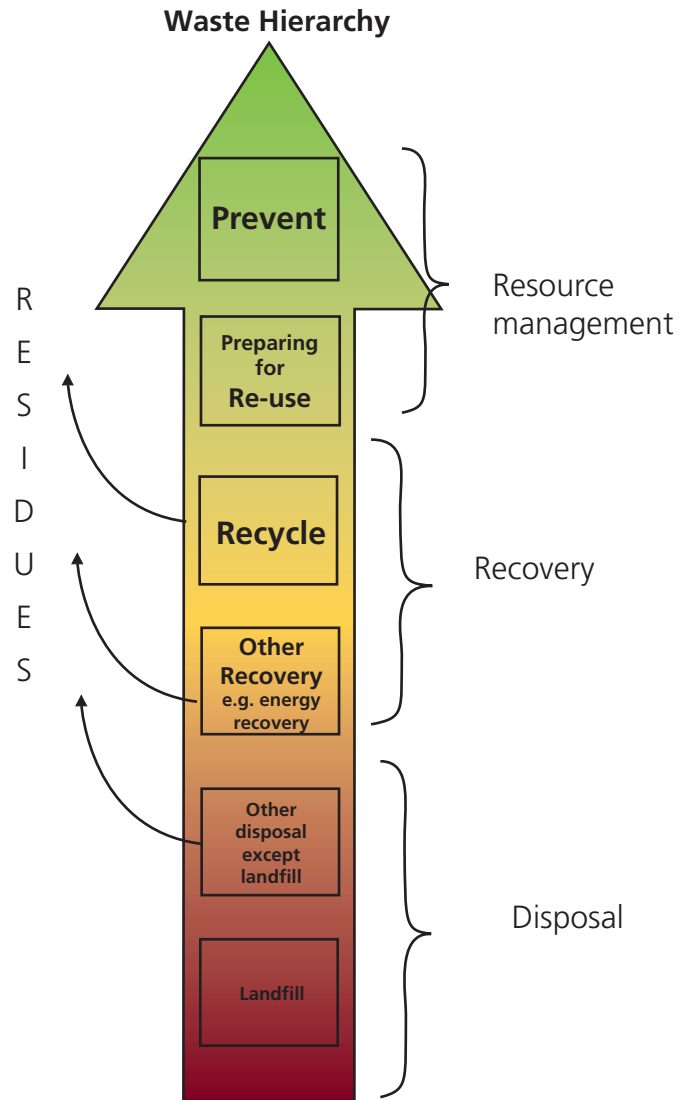 Waste Hierarchy
Prevent
Resource
management
Preparing
for
Re-use
R
E
S
I
D
U
E
S
Recycle
Recovery
Other
Recovery
e.g. energy
recovery
Other
disposal
except
landfill
Disposal
Landfill